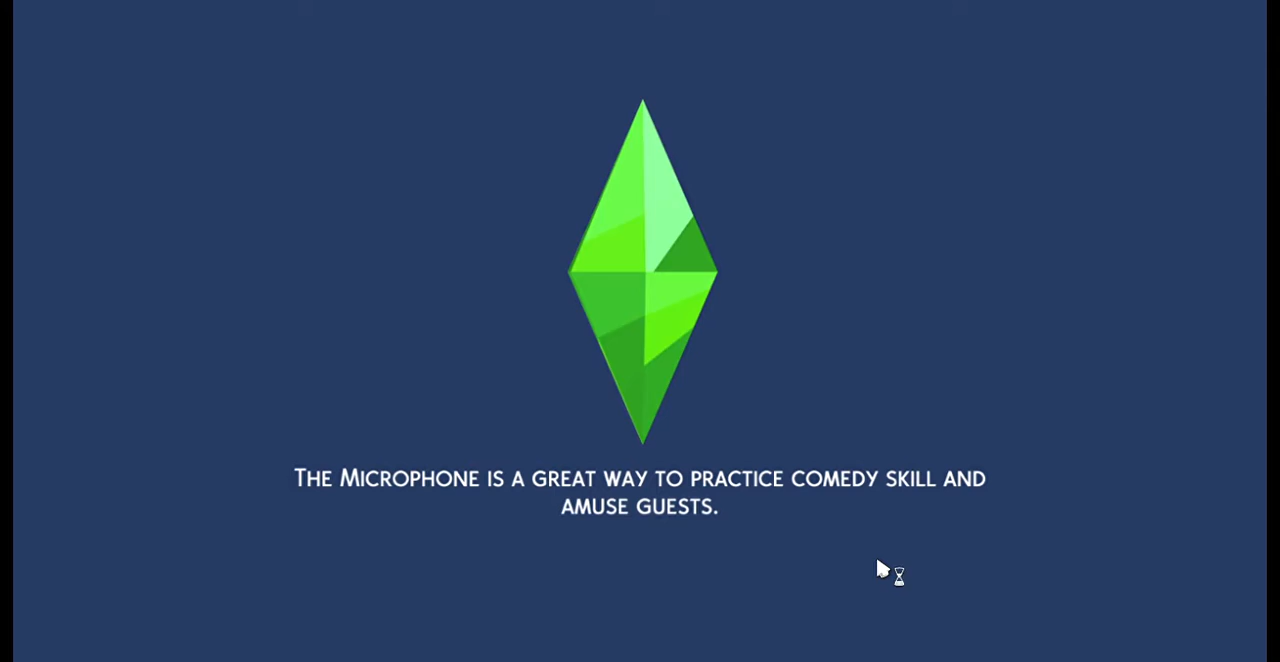 The Microphone is a great way to practice comedy skill and
amuse guests.